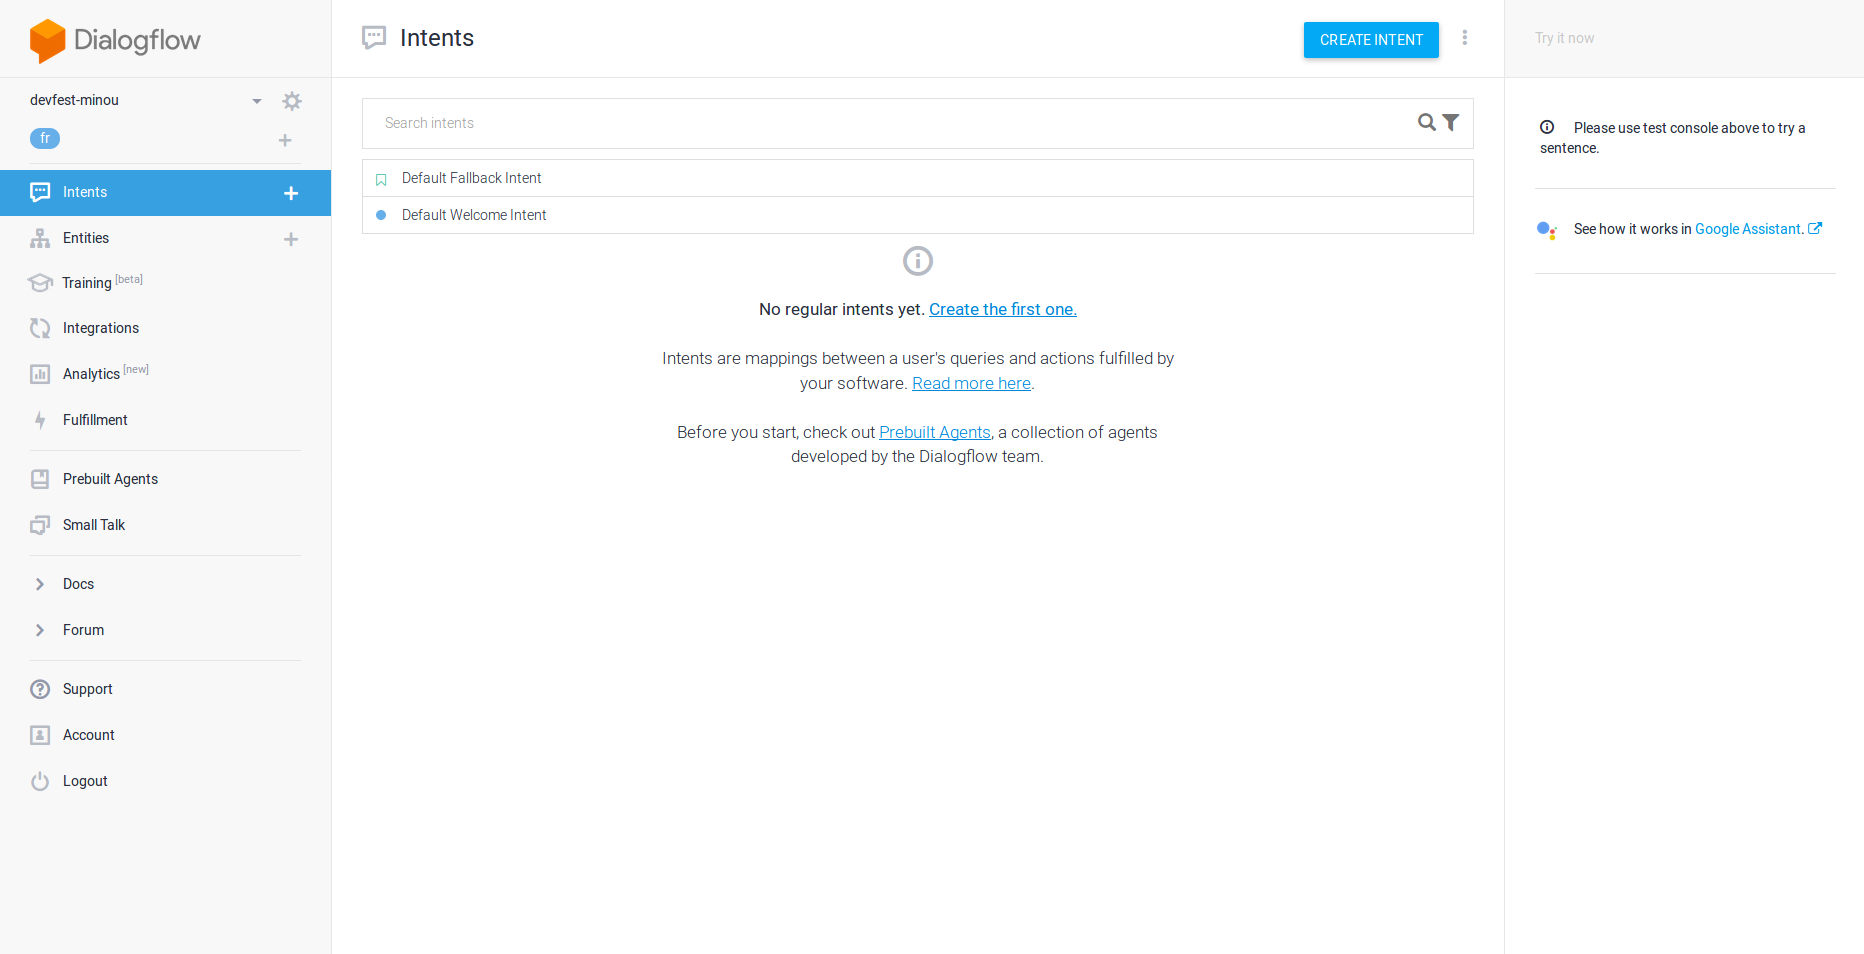 Dialogflow
devfest-minou
fr
Intents
Entities
Training [beta]
Integrations
Analytics [new]
Fulfillment
Prebuilt Agents
Small Talk
Docs
Forum
Support
Account
Logout
Intents
CREATE INTENT
Search intents
Default Fallback Intent
Default Welcome Intent
No regular intents yet. Create the first one.
Intents are mappings between a user's queries and actions fulfilled by
your software. Read more here.
Before you start, check out Prebuilt Agents, a collection of agents
developed by the Dialogflow team.
Try it now
Please use test console above to try a
sentence.
See how it works in Google Assistant.